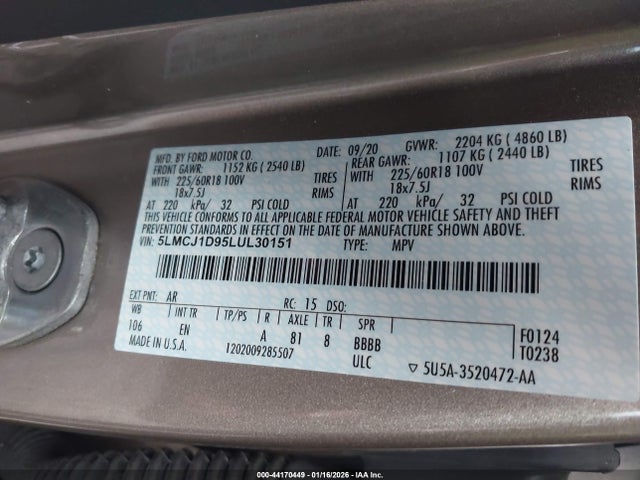 MFD. BY FORD MOTOR CO. DATE: 09/20 GVWR: 2204 KG ( 4860 LB)
FRONT GAWR: 1152 KG ( 2540 LB) REAR GAWR: 1107 KG ( 2440 LB)
WITH 225/60R18 100V TIRES WITH 225/60R18 100V TIRES
18x7.5J RIMS 18x7.5J RIMS
AT 220 kPa/ 32 PSI COLD AT 220 kPa/ 32 PSI COLD
THIS VEHICLE CONFORMS TO ALL APPLICABLE FEDERAL MOTOR VEHICLE SAFETY AND THEFT
PREVENTION STANDARDS IN EFFECT ON THE DATE OF MANUFACTURE SHOWN ABOVE.
VIN: 5LMCJ1D95LUL30151 TYPE: MPV
EXT PNT: AR RC: 15 DSO:
WB INT TR TP/PS R AXLE TR SPR
106 EN A 81 8 BBBB F0124
MADE IN U.S.A. 1202009285507 ULC T0238
▽ 5U5A-3520472-AA
000-44170449 - 01/16/2026 - IAAI.COM